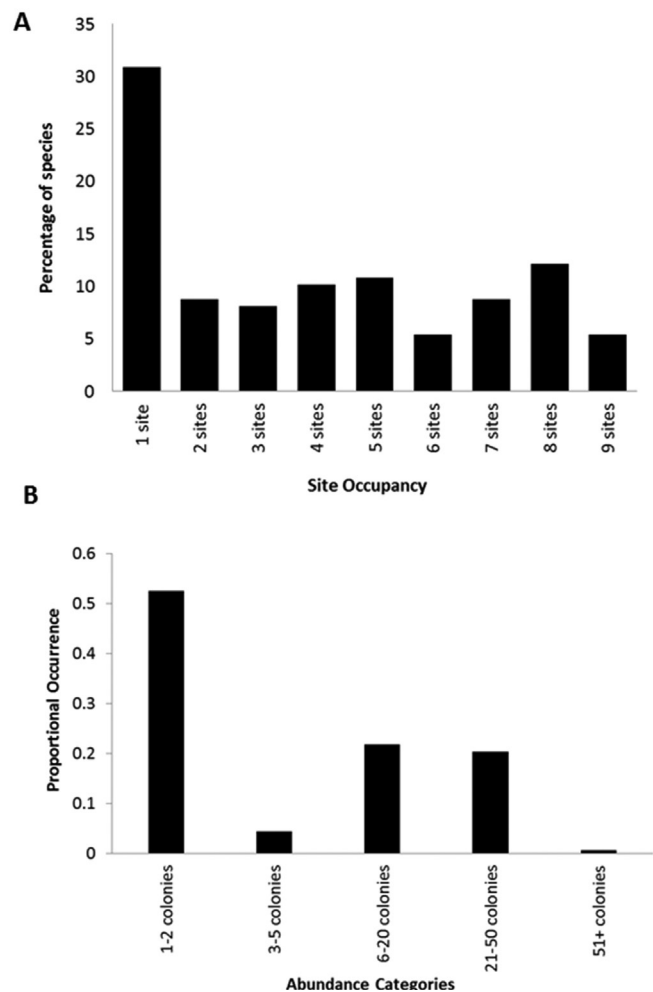 A
35
30
25
20
15
10
5
0
Percentage of species
1 site
2 sites
3 sites
4 sites
5 sites
6 sites
7 sites
8 sites
9 sites
Site Occupancy
B
0.6
0.5
0.4
0.3
0.2
0.1
0
Proportional Occurrence
1-2 colonies
3-5 colonies
6-20 colonies
21-50 colonies
51+ colonies
Abundance Categories